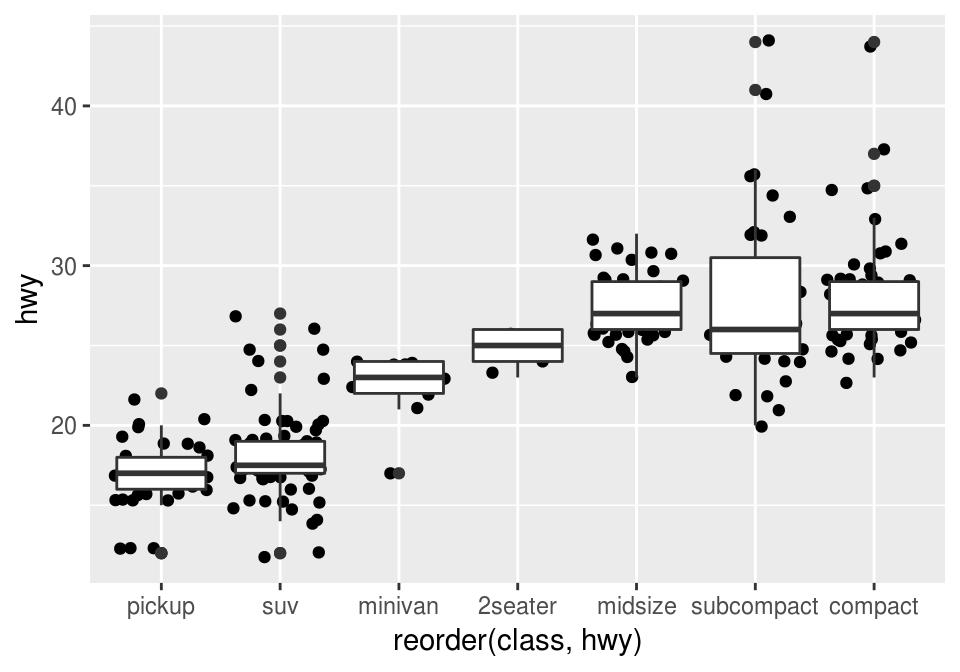 hwy
40
30
20
pickup suv minivan 2seater midsize subcompact compact
reorder(class, hwy)